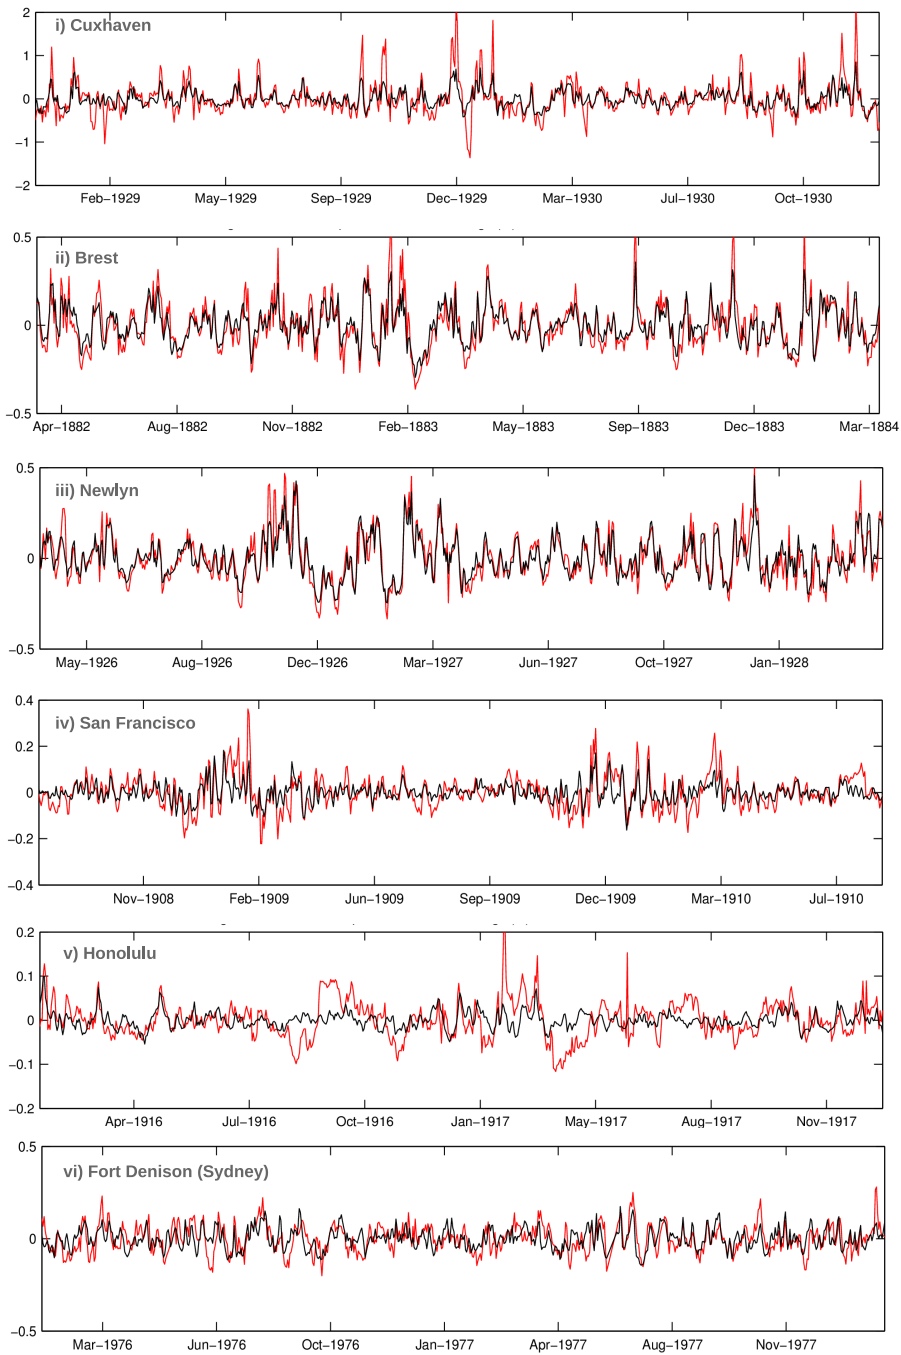 i) Cuxhaven
2
1
0
−1
−2
Feb−1929 May−1929 Sep−1929 Dec−1929 Mar−1930 Jul−1930 Oct−1930
ii) Brest
0.5
0
−0.5
Apr−1882 Aug−1882 Nov−1882 Feb−1883 May−1883 Sep−1883 Dec−1883 Mar−1884
iii) Newlyn
0.5
0
−0.5
May−1926 Aug−1926 Dec−1926 Mar−1927 Jun−1927 Oct−1927 Jan−1928
iv) San Francisco
0.4
0.2
0
−0.2
−0.4
Nov−1908 Feb−1909 Jun−1909 Sep−1909 Dec−1909 Mar−1910 Jul−1910
v) Honolulu
0.2
0.1
0
−0.1
−0.2
Apr−1916 Jul−1916 Oct−1916 Jan−1917 May−1917 Aug−1917 Nov−1917
vi) Fort Denison (Sydney)
0.5
0
−0.5
Mar−1976 Jun−1976 Oct−1976 Jan−1977 Apr−1977 Aug−1977 Nov−1977